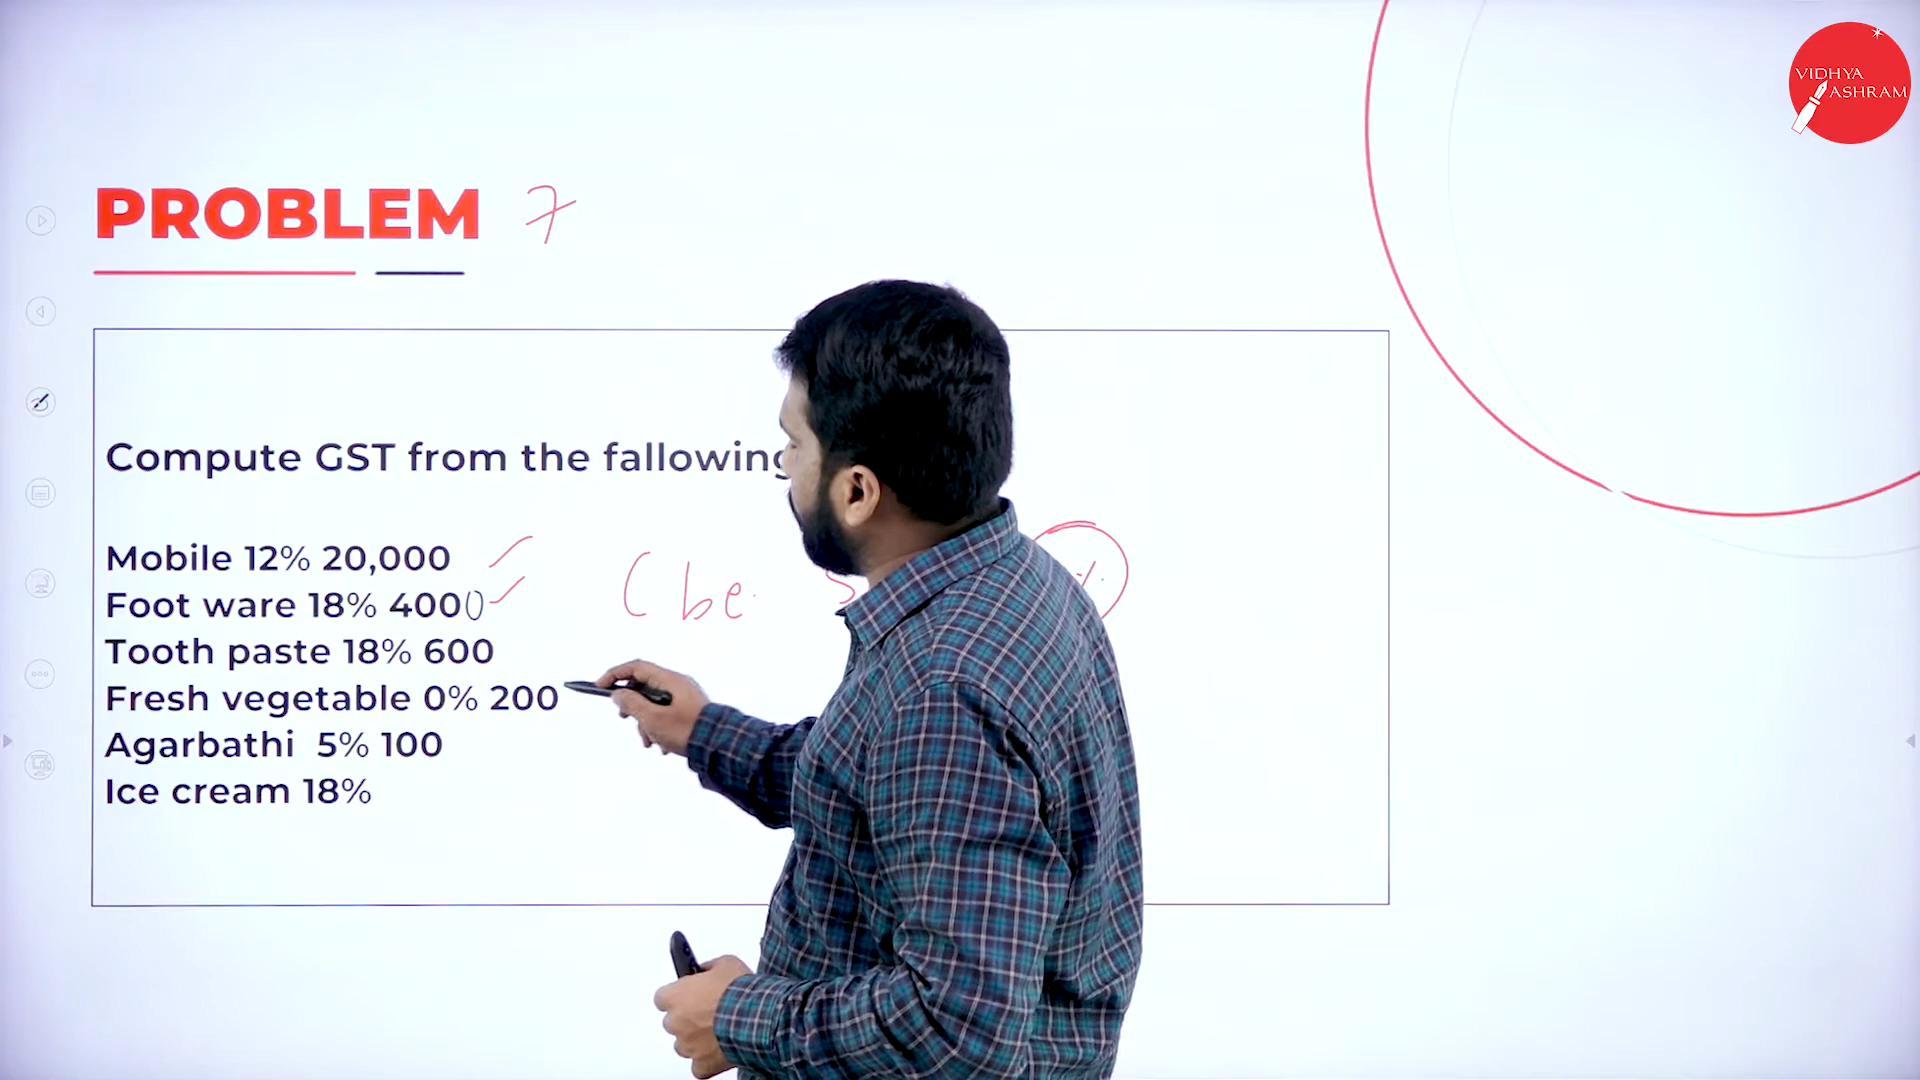 VIDHYA
ASHRAM
PROBLEM 7
Compute GST from the fallowing
Mobile 12% 20,000
Foot ware 18% 4000
( be
Tooth paste 18% 600
Fresh vegetable 0% 200
Agarbathi 5% 100
Ice cream 18%